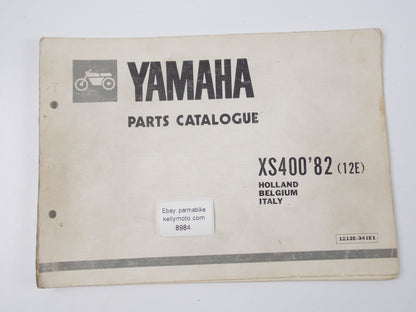 YAMAHA
PARTS CATALOGUE
XS400'82 (12E)
HOLLAND
BELGIUM
ITALY
Ebay parmabike
kellymoto.com
8984